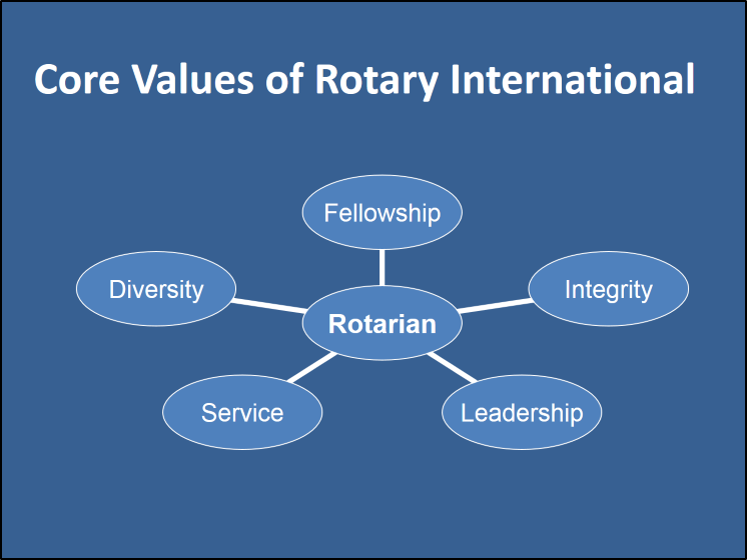 Core Values of Rotary International
Fellowship
Diversity
Integrity
Rotarian
Service
Leadership